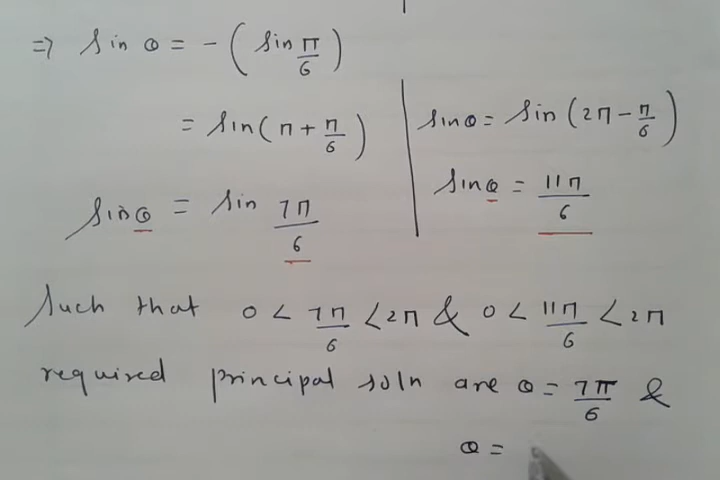 ⇒ sin θ = - (sin π/6)
= sin(π + π/6)
sin θ = sin 7π/6
sin θ = sin (2π - π/6)
sin θ = 11π/6
Such that 0 < 7π/6 < 2π & 0 < 11π/6 < 2π
required principal soln are θ = 7π/6 &
θ =